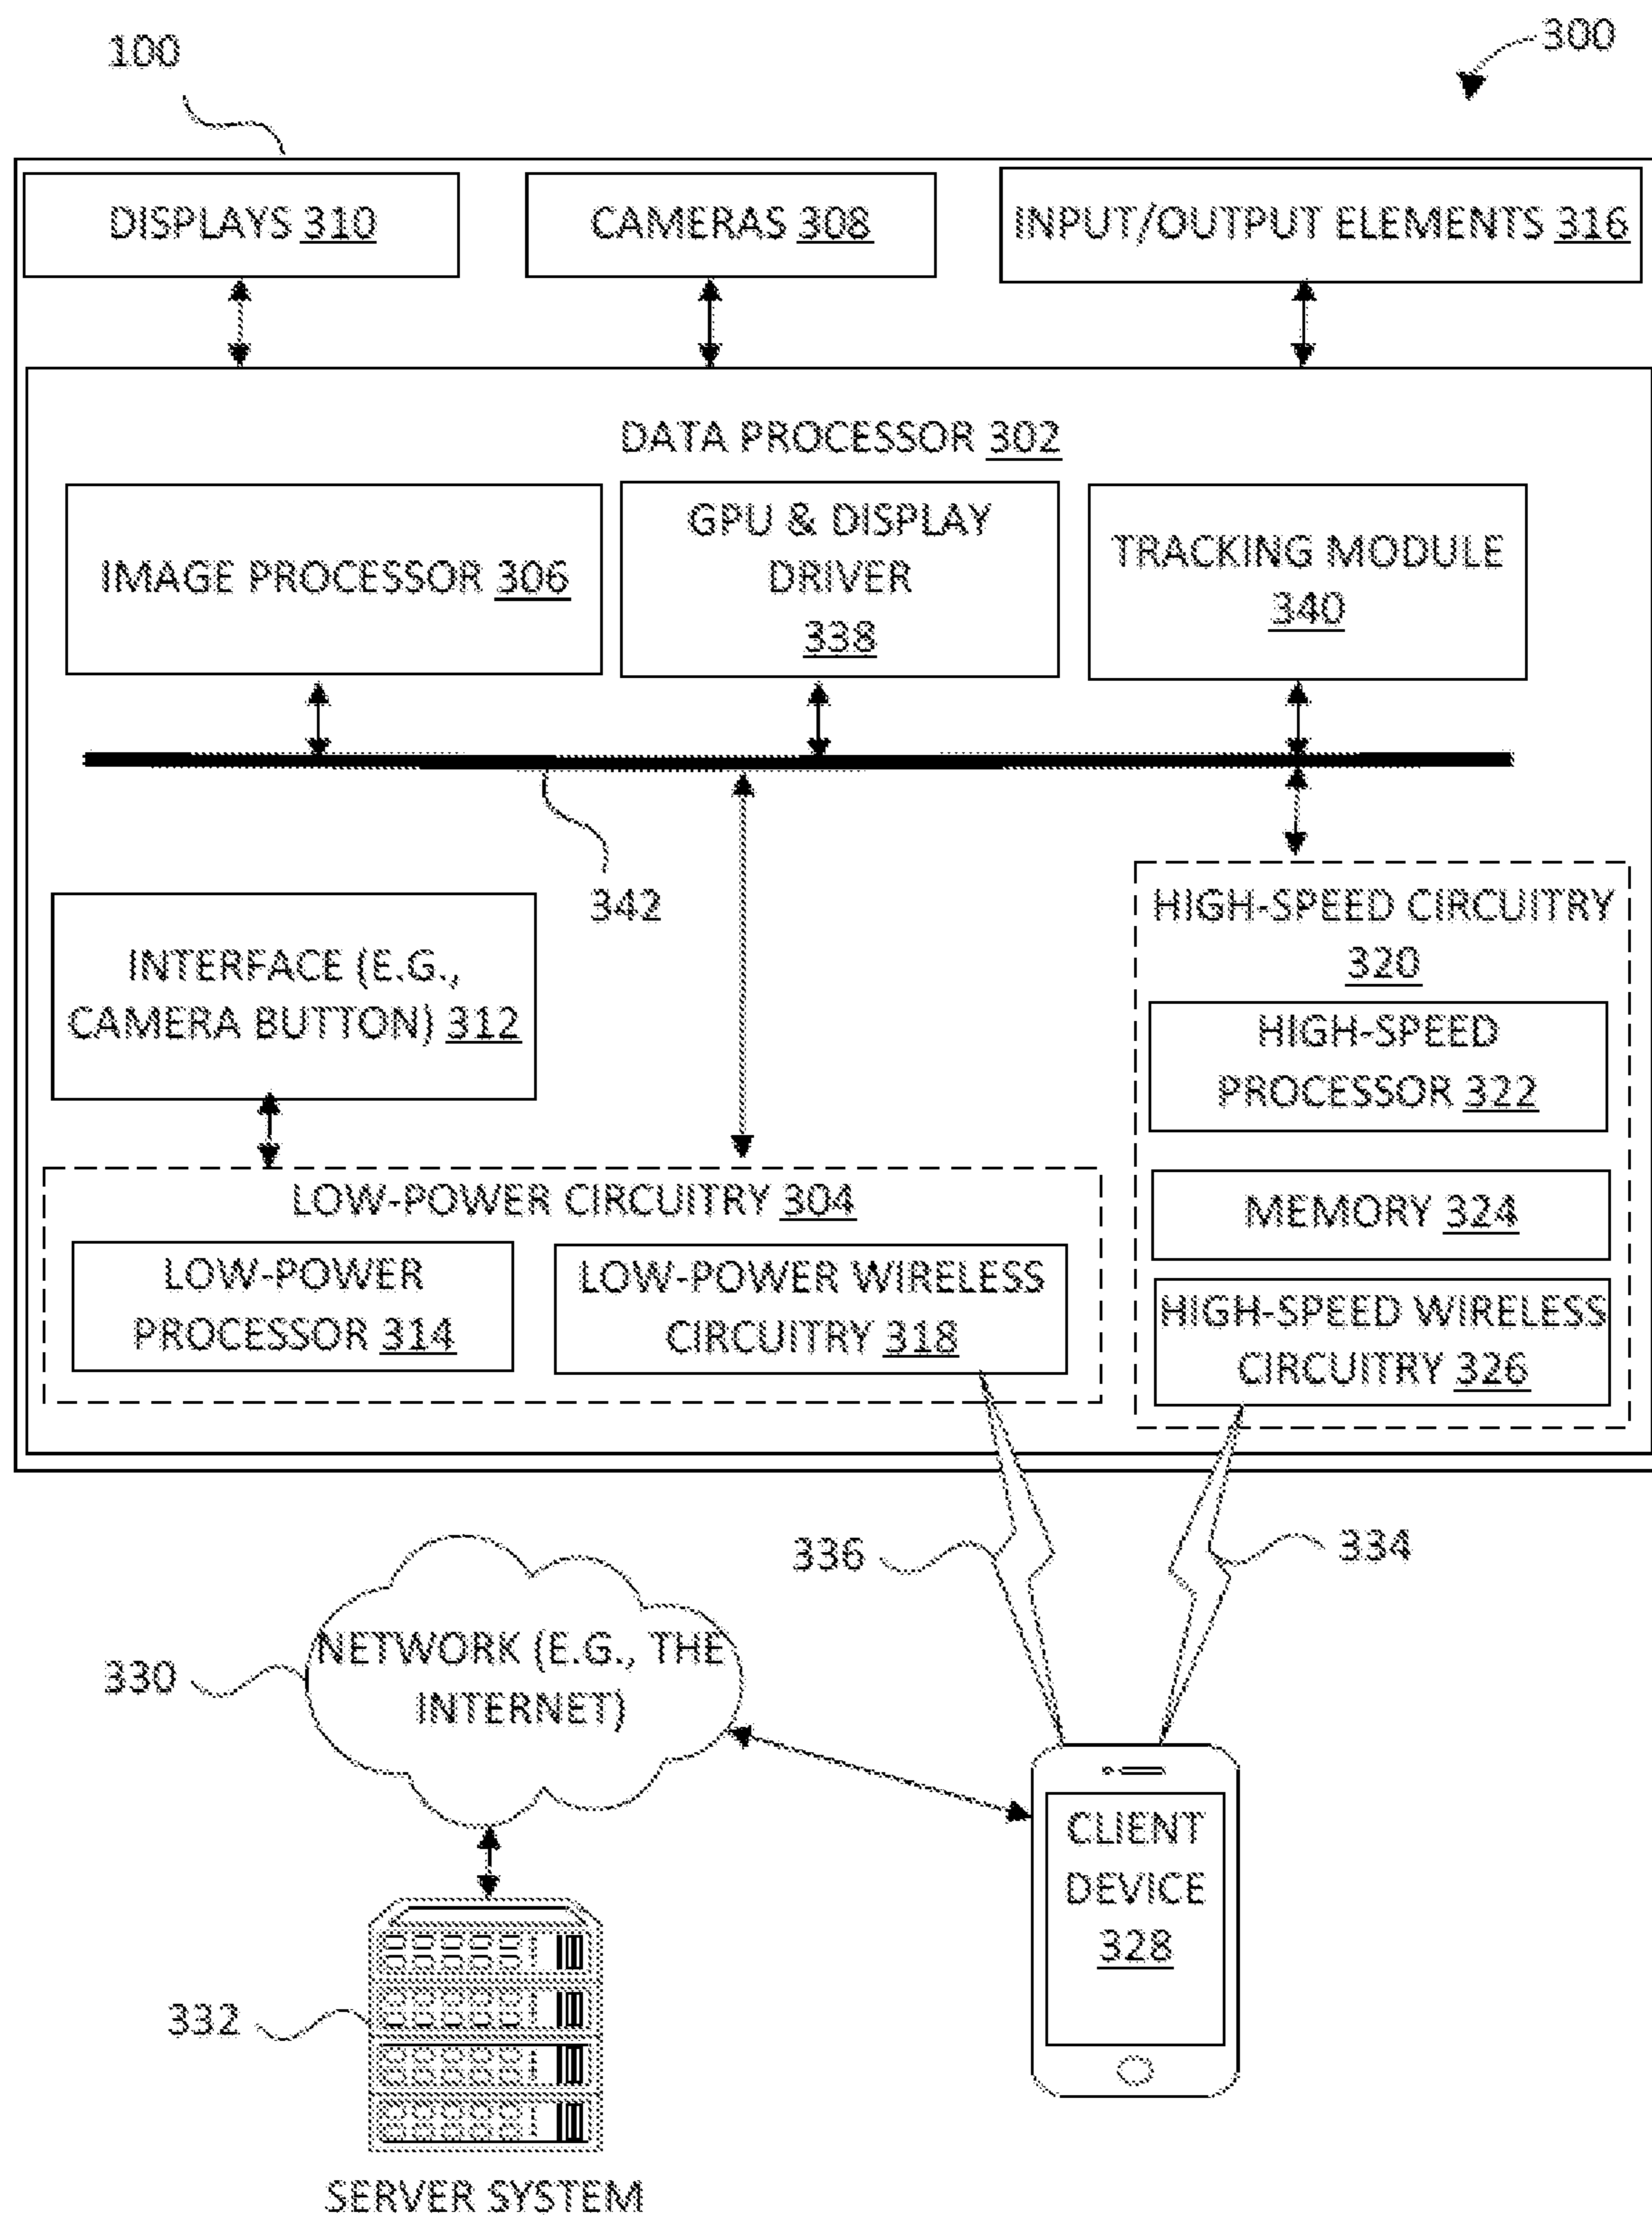 100
300
DISPLAYS 310
CAMERAS 308
INPUT/OUTPUT ELEMENTS 316
DATA PROCESSOR 302
IMAGE PROCESSOR 306
GPU & DISPLAY
DRIVER
338
TRACKING MODULE
340
342
INTERFACE (E.G.,
CAMERA BUTTON) 312
HIGH-SPEED CIRCUITRY
320
HIGH-SPEED
PROCESSOR 322
MEMORY 324
HIGH-SPEED WIRELESS
CIRCUITRY 326
LOW-POWER CIRCUITRY 304
LOW-POWER
PROCESSOR 314
LOW-POWER WIRELESS
CIRCUITRY 318
336
334
330
NETWORK (E.G., THE
INTERNET)
CLIENT
DEVICE
328
332
SERVER SYSTEM